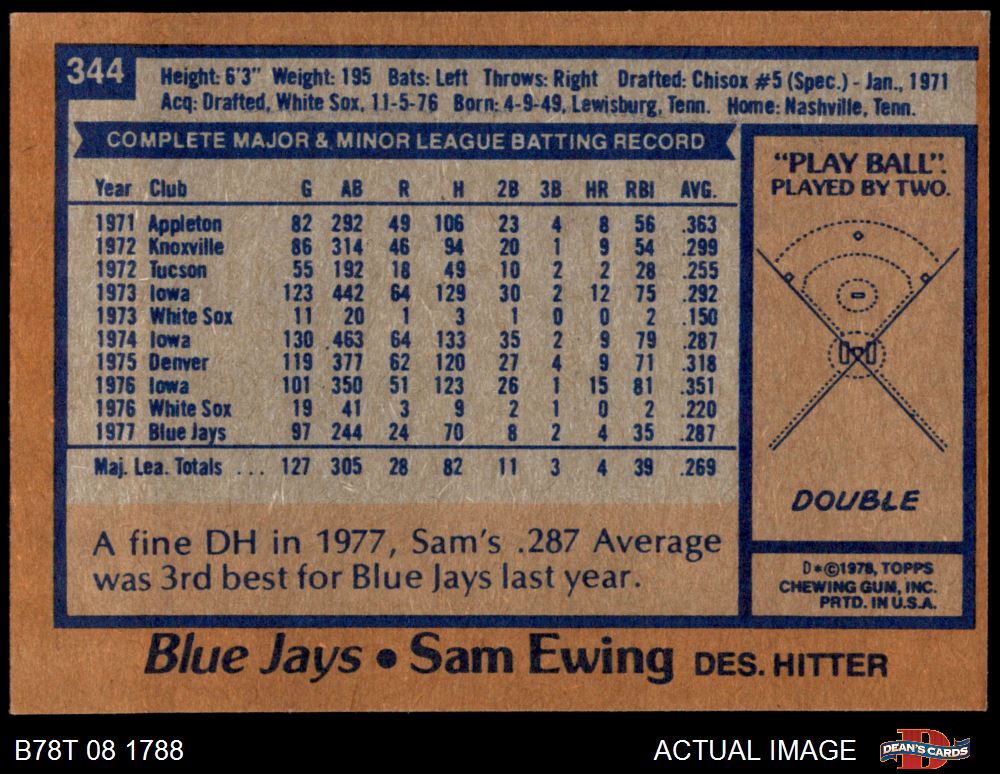 344
Height: 6'3" Weight: 195 Bats: Left Throws: Right Drafted: Chisox #5 (Spec.) - Jan., 1971
Acq: Drafted, White Sox, 11-5-76 Born: 4-9-49, Lewisburg, Tenn. Home: Nashville, Tenn.
COMPLETE MAJOR & MINOR LEAGUE BATTING RECORD
Year Club G AB R H 2B 3B HR RBI AVG.
1971 Appleton 82 292 49 106 23 4 8 56 .363
1972 Knoxville 86 314 46 94 20 1 9 54 .299
1972 Tucson 55 192 18 49 10 2 2 28 .255
1973 Iowa 123 442 64 129 30 2 12 75 .292
1973 White Sox 11 20 1 3 1 0 0 2 .150
1974 Iowa 130 463 64 133 35 2 9 79 .287
1975 Denver 119 377 62 120 27 4 9 71 .318
1976 Iowa 101 350 51 123 26 1 15 81 .351
1976 White Sox 19 41 3 9 2 1 0 2 .220
1977 Blue Jays 97 244 24 70 8 2 4 35 .287
Maj. Lea. Totals ... 127 305 28 82 11 3 4 39 .269
A fine DH in 1977, Sam's .287 Average
was 3rd best for Blue Jays last year.
"PLAY BALL".
PLAYED BY TWO.
DOUBLE
D*©1978, TOPPS
CHEWING GUM, INC.
PRTD. IN U.S.A.
Blue Jays • Sam Ewing DES. HITTER
B78T 08 1788
ACTUAL IMAGE
D
DEAN'S CARDS